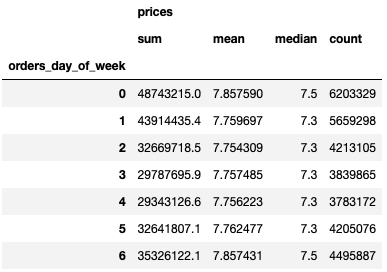 prices
sum mean median count
orders_day_of_week
0 48743215.0 7.857590 7.5 6203329
1 43914435.4 7.759697 7.3 5659298
2 32669718.5 7.754309 7.3 4213105
3 29787695.9 7.757485 7.3 3839865
4 29343126.6 7.756223 7.3 3783172
5 32641807.1 7.762477 7.3 4205076
6 35326122.1 7.857431 7.5 4495887